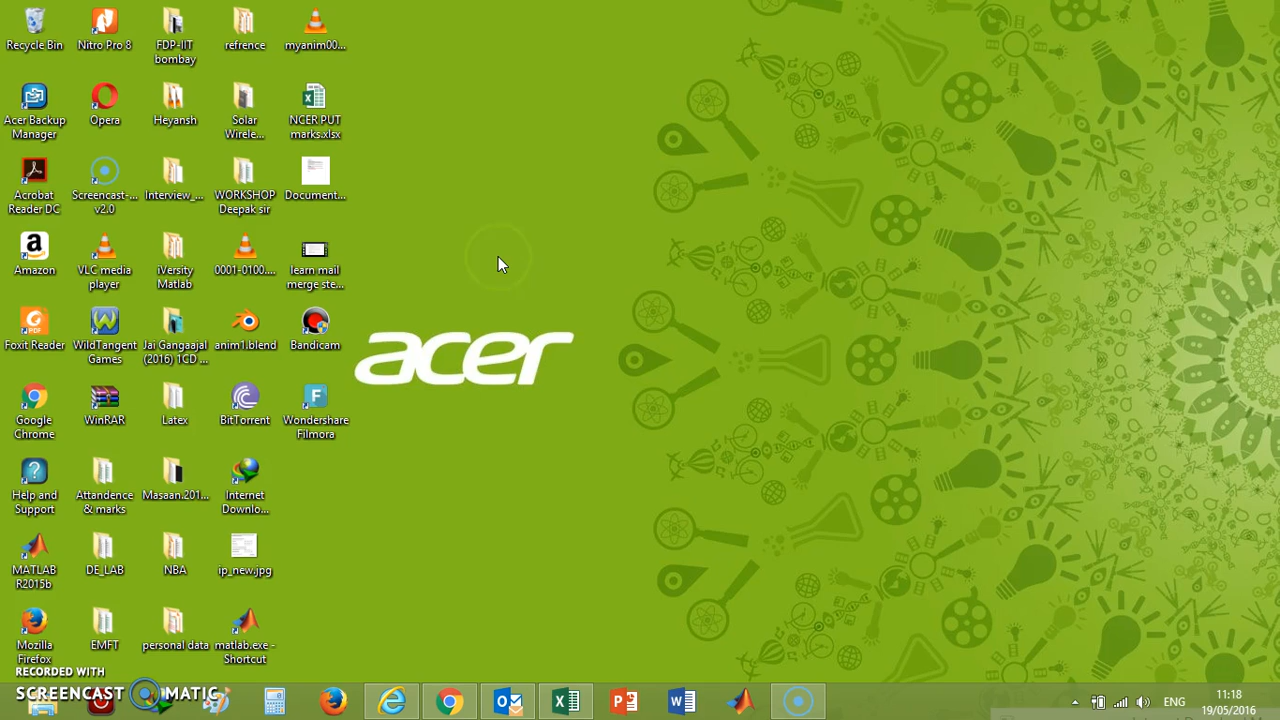 Recycle Bin
Nitro Pro 8
FDP-IIT
bombay
refrence
myanim00...
Acer Backup
Manager
Opera
Heyansh
Solar
Wirele...
NCER PUT
marks.xlsx
Acrobat
Reader DC
Screencast-...
v2.0
Interview_...
WORKSHOP
Deepak sir
Document...
Amazon
VLC media
player
iVersity
Matlab
0001-0100....
learn mail
merge ste...
Foxit Reader
WildTangent
Games
Jai Gangaajal
(2016) 1CD ...
anim1.blend
Bandicam
acer
Google
Chrome
WinRAR
Latex
BitTorrent
Wondershare
Filmora
Help and
Support
Attandence
& marks
Masaan.201...
Internet
Downlo...
MATLAB
R2015b
DE_LAB
NBA
ip_new.jpg
Mozilla
Firefox
EMFT
personal data
matlab.exe -
Shortcut
RECORDED WITH
SCREENCAST MATIC
ENG
11:18
19/05/2016